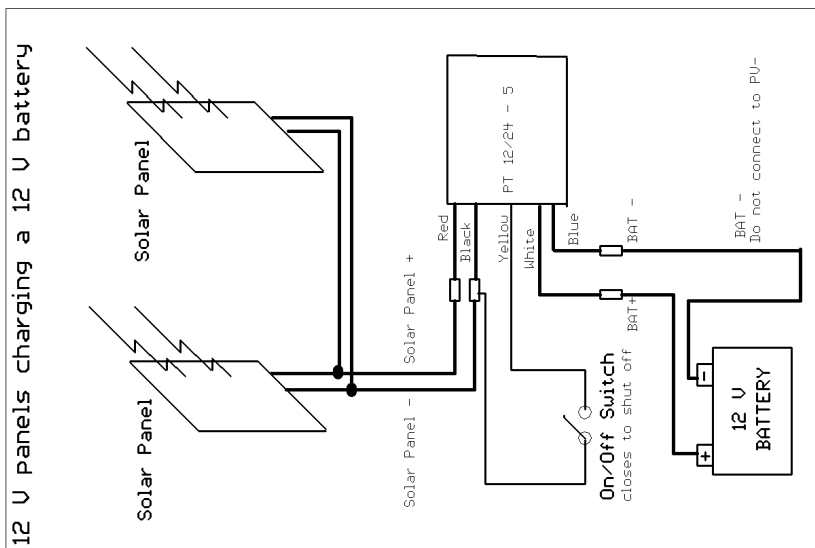 12 V Panels charging a 12 V battery
Solar Panel
Solar Panel
Solar Panel +
Solar Panel -
Red
Black
Yellow
White
Blue
PT 12/24 - 5
BAT -
BAT+
BAT -
Do not connect to PV-
On/Off Switch
closes to shut off
-
+
12 V
BATTERY